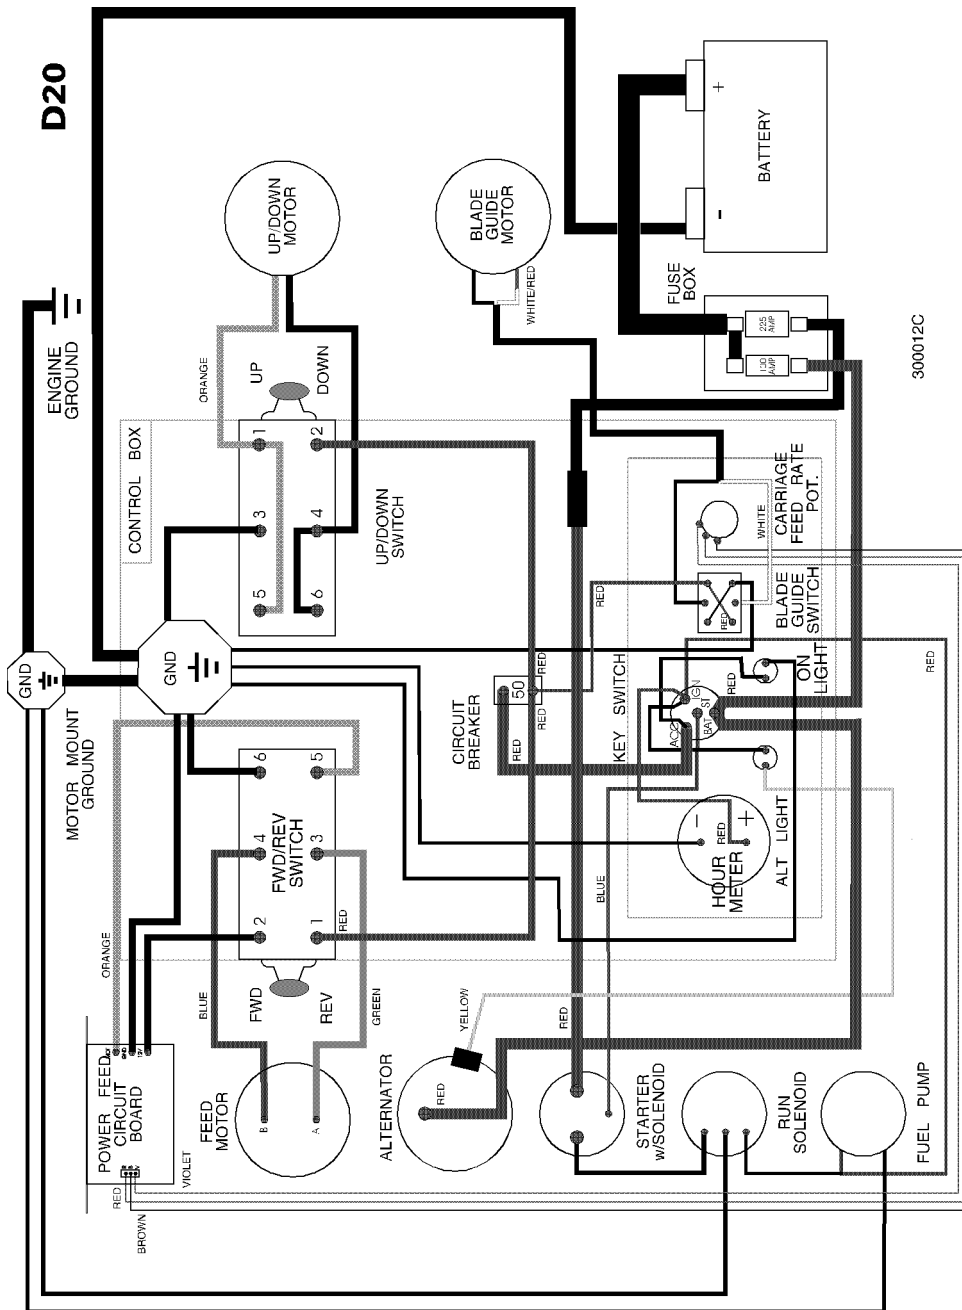 D20
ENGINE
GROUND
CONTROL BOX
UP/DOWN
MOTOR
BLADE
GUIDE
MOTOR
WHITE/RED
+
-
BATTERY
FUSE
BOX
225
AMP
130
AMP
300012C
ORANGE
UP
DOWN
1
2
3
4
5
6
UP/DOWN
SWITCH
GND
GND
MOTOR MOUNT
GROUND
CIRCUIT
BREAKER
50
RED
RED
RED
RED
CARRIAGE
FEED RATE
POT.
WHITE
BLADE
GUIDE
SWITCH
RED
ON
LIGHT
RED
RED
KEY SWITCH
ACC
IGN
ST
BAT
6
5
4
3
2
1
FWD/REV
SWITCH
RED
FWD
REV
ORANGE
BLUE
GREEN
HOUR
METER
-
+
RED
ALT LIGHT
BLUE
YELLOW
RED
POWER FEED
CIRCUIT
BOARD
GND
12V
RED
BROWN
VIOLET
FEED
MOTOR
B
A
ALTERNATOR
RED
STARTER
W/SOLENOID
RUN
SOLENOID
FUEL PUMP